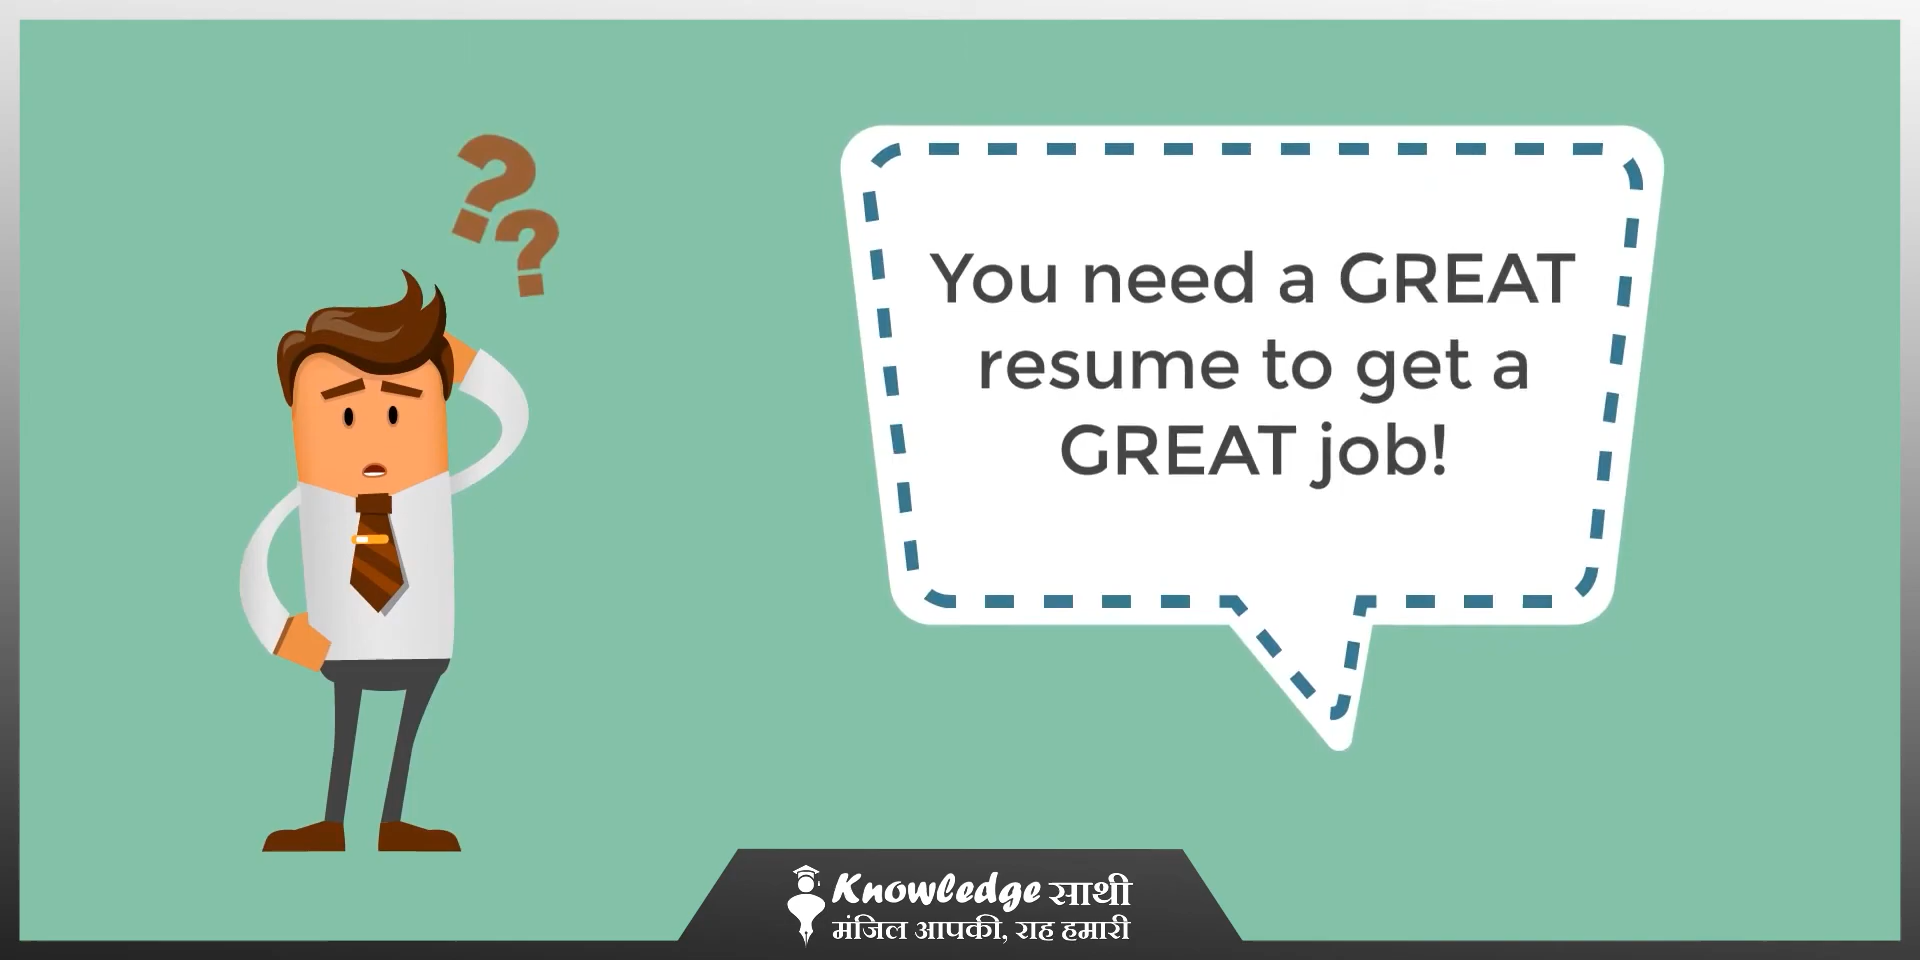 ??
You need a GREAT
resume to get a
GREAT job!
Knowledge साथी
मंजिल आपकी, राह हमारी